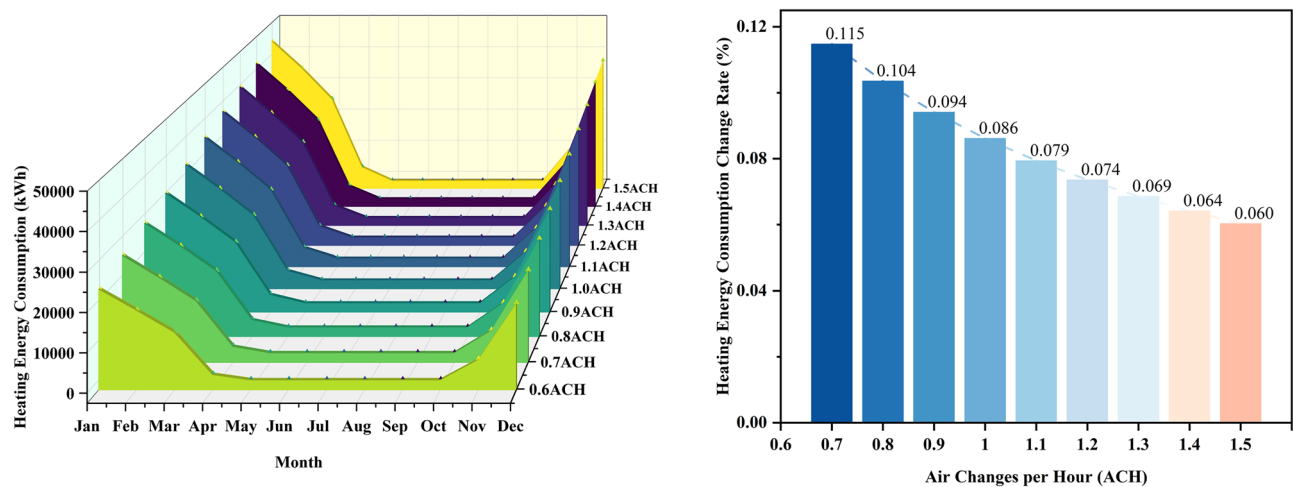 Heating Energy Consumption (kWh)
50000
40000
30000
20000
10000
0
Jan Feb Mar Apr May Jun Jul Aug Sep Oct Nov Dec
Month
1.5ACH
1.4ACH
1.3ACH
1.2ACH
1.1ACH
1.0ACH
0.9ACH
0.8ACH
0.7ACH
0.6ACH
Heating Energy Consumption Change Rate (%)
0.12
0.08
0.04
0.00
0.115
0.104
0.094
0.086
0.079
0.074
0.069
0.064
0.060
0.6 0.7 0.8 0.9 1 1.1 1.2 1.3 1.4 1.5
Air Changes per Hour (ACH)